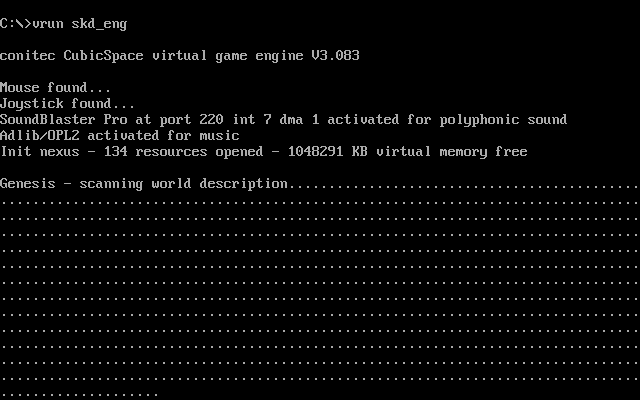 C:\>vrun skd_eng
conitec CubicSpace virtual game engine V3.083
Mouse found...
Joystick found...
SoundBlaster Pro at port 220 int 7 dma 1 activated for polyphonic sound
Adlib/OPL2 activated for music
Init nexus - 134 resources opened - 1048291 KB virtual memory free
Genesis - scanning world description............................................
................................................................................
................................................................................
................................................................................
................................................................................
................................................................................
................................................................................
................................................................................
................................................................................
................................................................................
................................................................................
................................................................................
................................................................................
....................